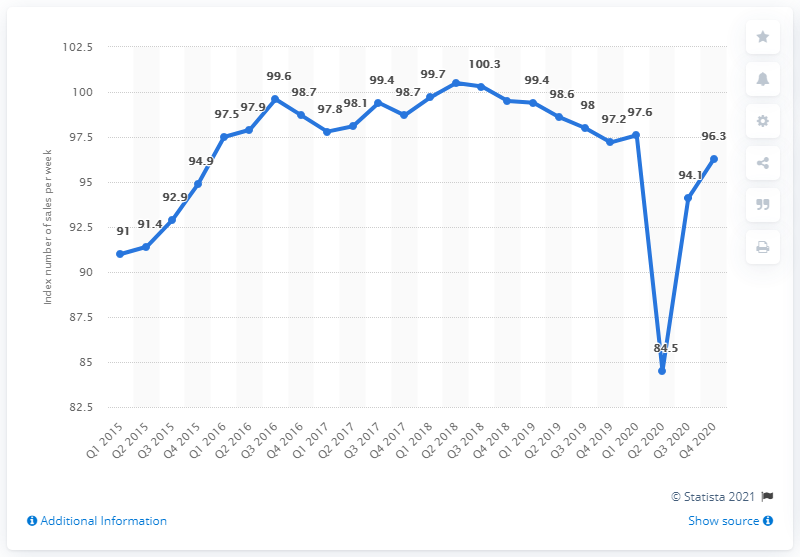 102.5
100
97.5
95
92.5
90
87.5
85
82.5
Index number of sales per week
91
91.4
92.9
94.9
97.5
97.9
99.6
98.7
97.8
98.1
99.4
98.7
99.7
100.3
99.4
98.6
98
97.2
97.6
84.5
94.1
96.3
Q1 2015
Q2 2015
Q3 2015
Q4 2015
Q1 2016
Q2 2016
Q3 2016
Q4 2016
Q1 2017
Q2 2017
Q3 2017
Q4 2017
Q1 2018
Q2 2018
Q3 2018
Q4 2018
Q1 2019
Q2 2019
Q3 2019
Q4 2019
Q1 2020
Q2 2020
Q3 2020
Q4 2020
© Statista 2021
Additional Information
Show source